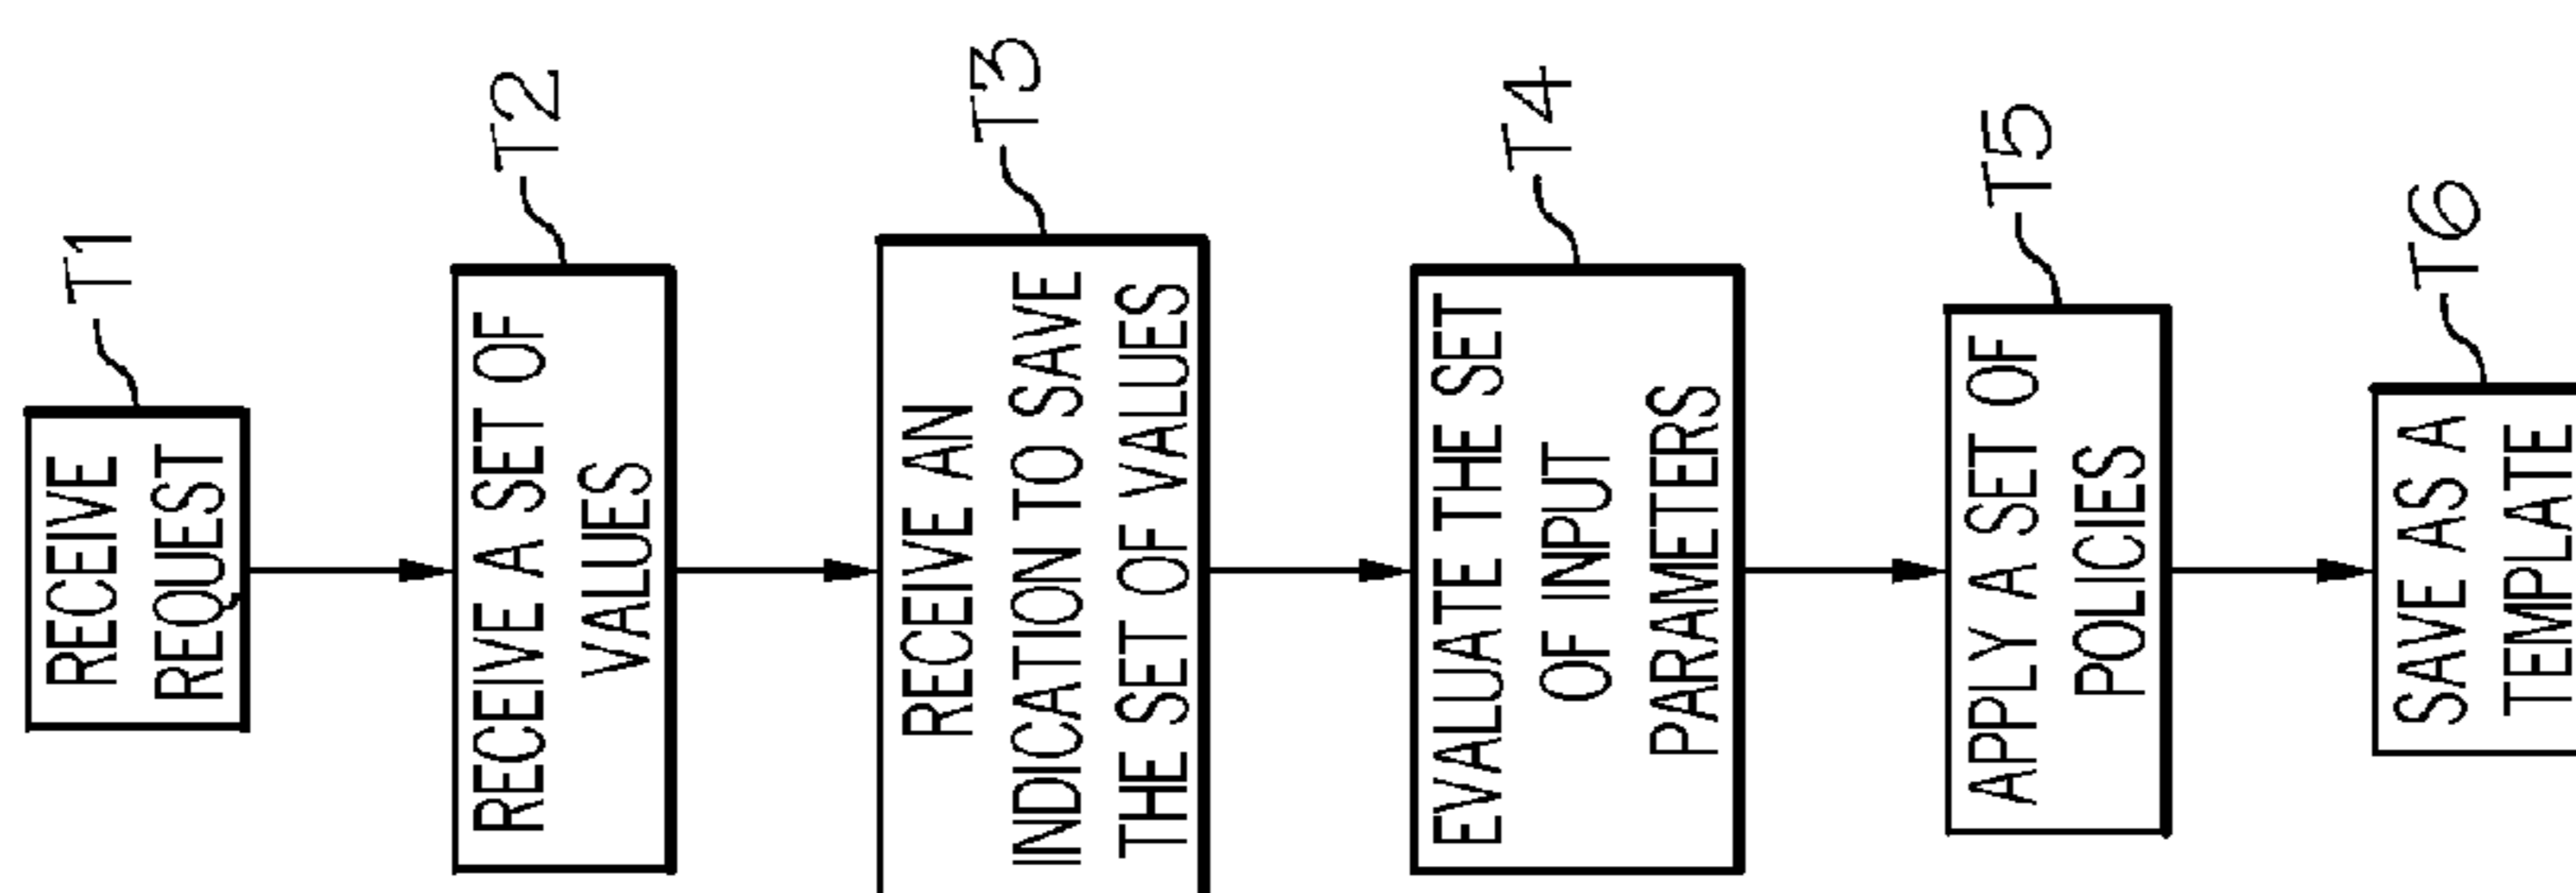 T1
RECEIVE
REQUEST
T2
RECEIVE A SET OF
VALUES
T3
RECEIVE AN
INDICATION TO SAVE
THE SET OF VALUES
T4
EVALUATE THE SET
OF INPUT
PARAMETERS
T5
APPLY A SET OF
POLICIES
T6
SAVE AS A
TEMPLATE